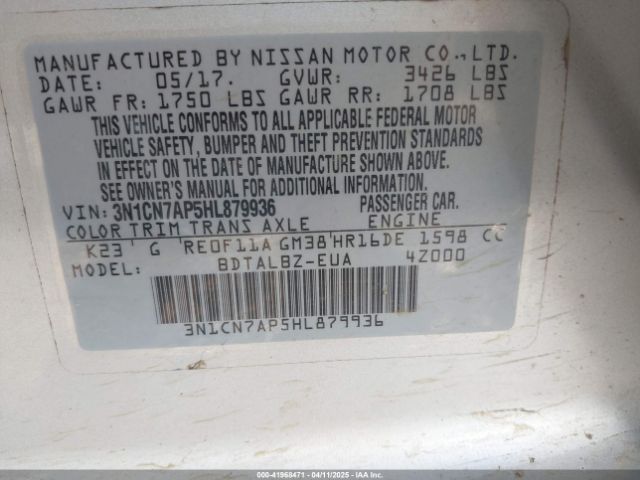 MANUFACTURED BY NISSAN MOTOR CO., LTD.
DATE: 05/17. GVWR: 3426 LBS
GAWR FR: 1750 LBS GAWR RR: 1708 LBS
THIS VEHICLE CONFORMS TO ALL APPLICABLE FEDERAL MOTOR
VEHICLE SAFETY, BUMPER AND THEFT PREVENTION STANDARDS
IN EFFECT ON THE DATE OF MANUFACTURE SHOWN ABOVE.
SEE OWNER'S MANUAL FOR ADDITIONAL INFORMATION.
VIN: 3N1CN7AP5HL879936 PASSENGER CAR.
COLOR TRIM TRANS AXLE ENGINE
K23 G RE0F11A GM38 HR16DE 1598 CC
MODEL: BDTALBZ-EUA 4Z000
3N1CN7AP5HL879936
000-41968471 04/11/2025 Copart IAA